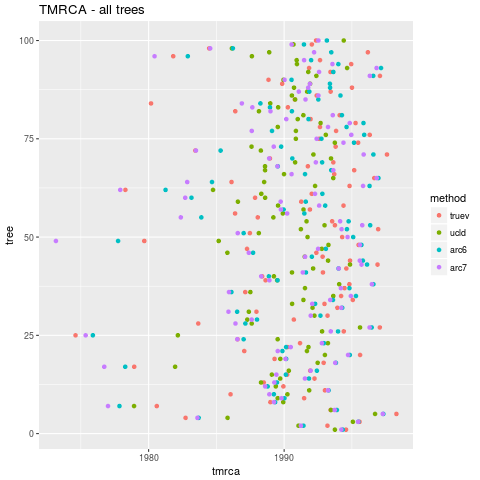 TMRCA - all trees
100
75
50
25
0
tree
1980
1990
tmrca
method
truev
ucld
arc6
arc7